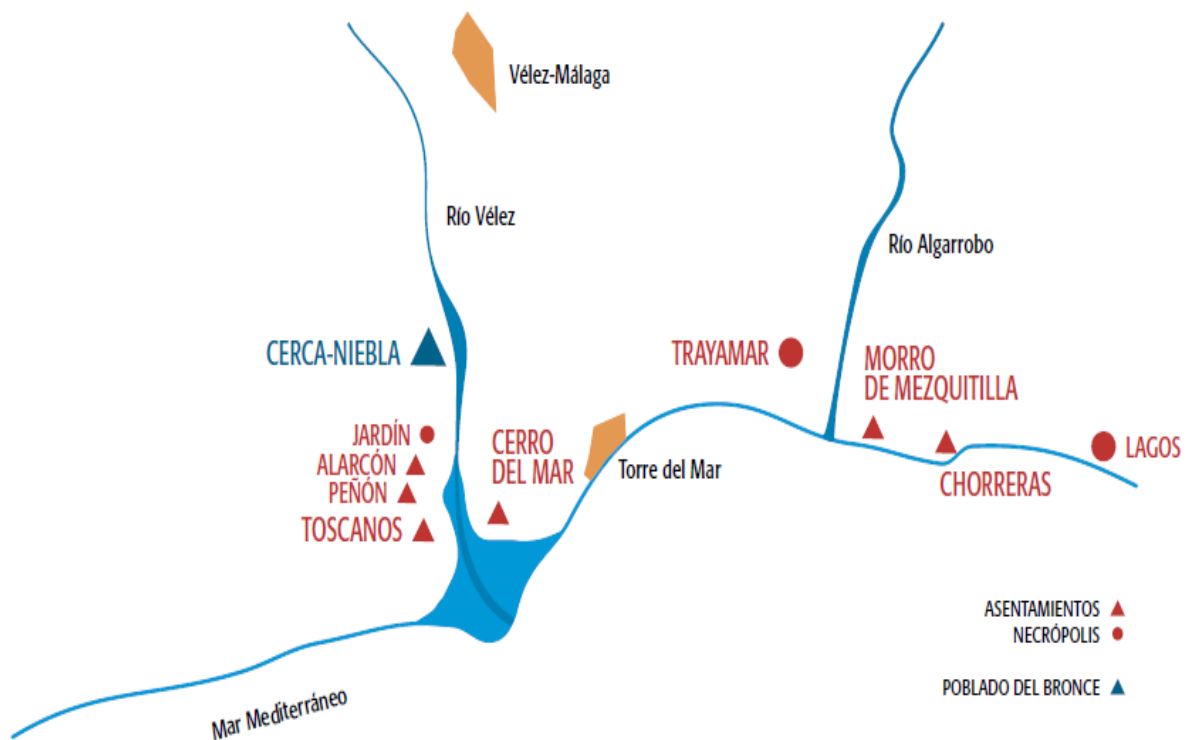 Vélez-Málaga
Río Vélez
Río Algarrobo
CERCA-NIEBLA
TRAYAMAR
MORRO
DE MEZQUITILLA
JARDÍN
ALARCÓN
PEÑÓN
TOSCANOS
CERRO
DEL MAR
Torre del Mar
CHORRERAS
LAGOS
Mar Mediterráneo
ASENTAMIENTOS
NECRÓPOLIS
POBLADO DEL BRONCE